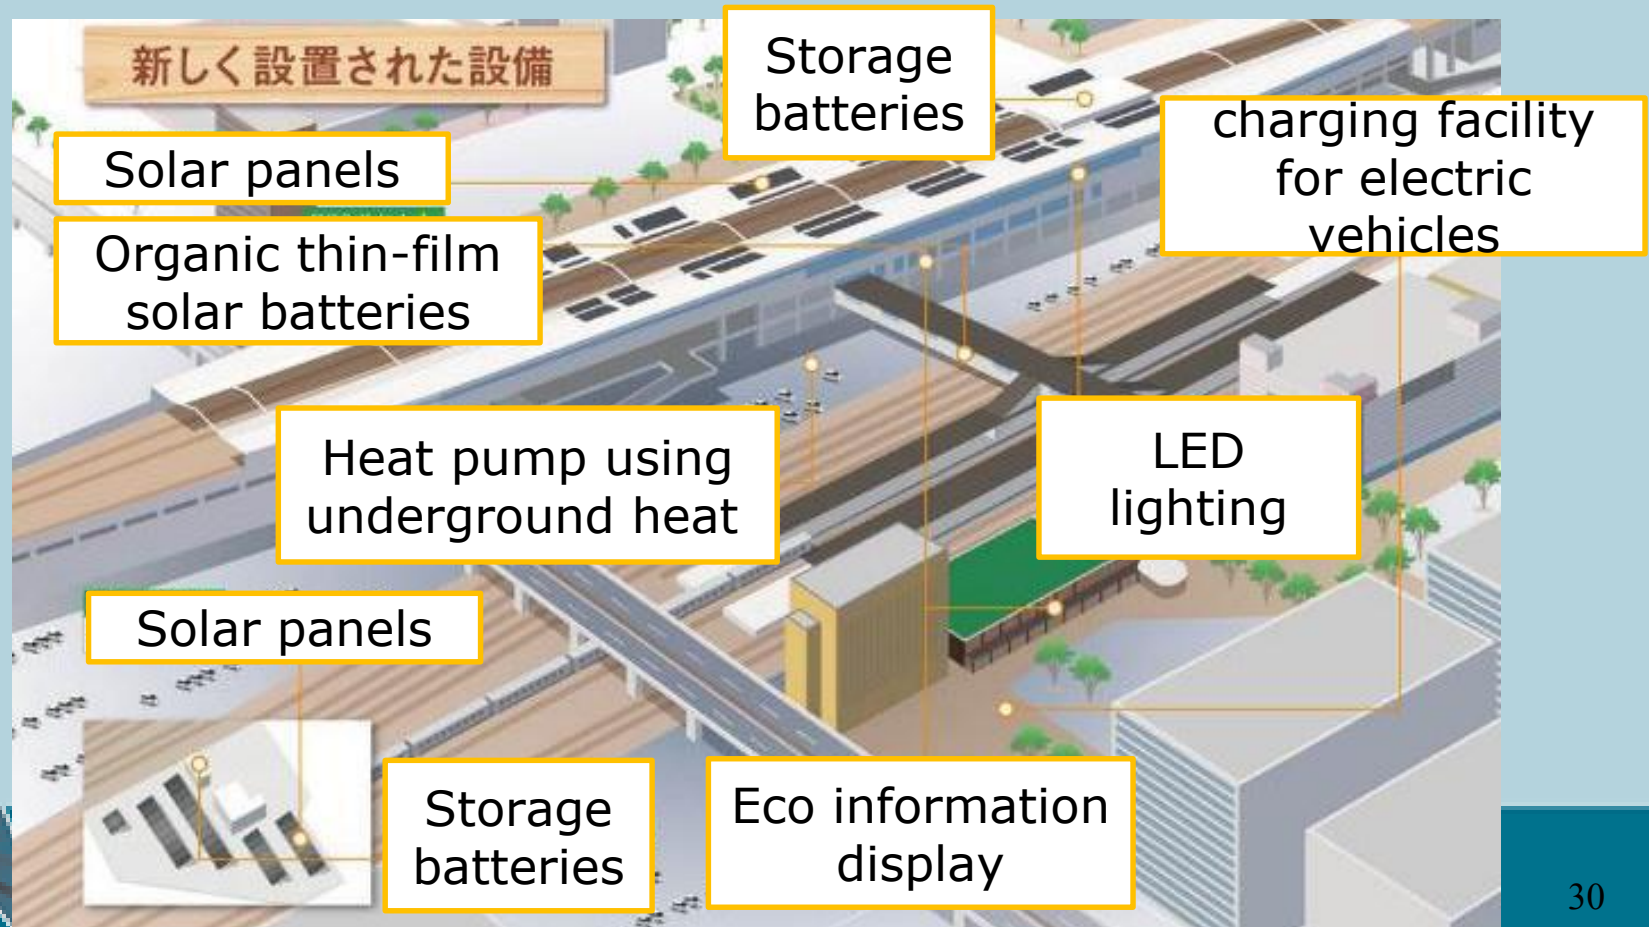 新しく設置された設備
Storage
batteries
charging facility
for electric
vehicles
Solar panels
Organic thin-film
solar batteries
Heat pump using
underground heat
LED
lighting
Solar panels
Storage
batteries
Eco information
display
30